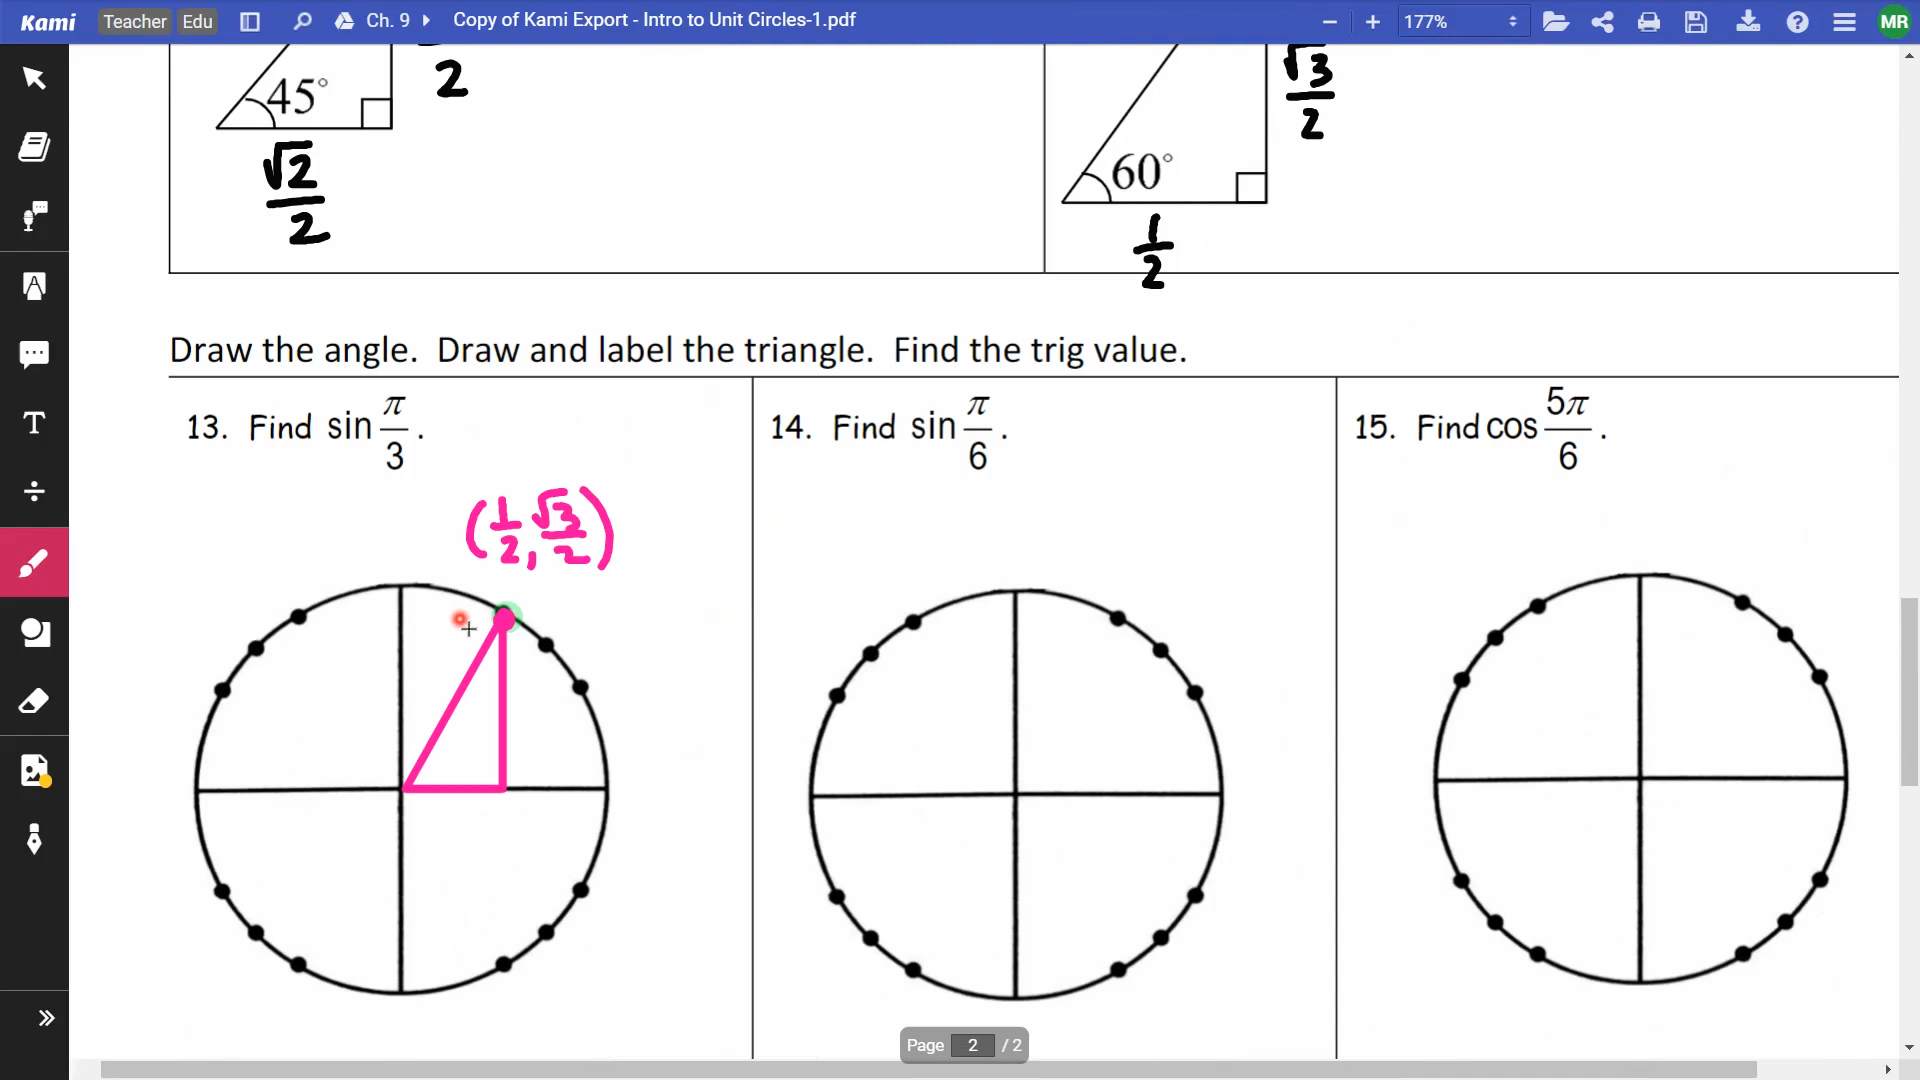 Kami Teacher Edu Ch. 9 Copy of Kami Export - Intro to Unit Circles-1.pdf 177% MR
45°
2
√2/2
√3/2
60°
1/2
Draw the angle. Draw and label the triangle. Find the trig value.
13. Find sin π/3.
14. Find sin π/6.
15. Find cos 5π/6.
(1/2, √3/2)
Page 2 / 2